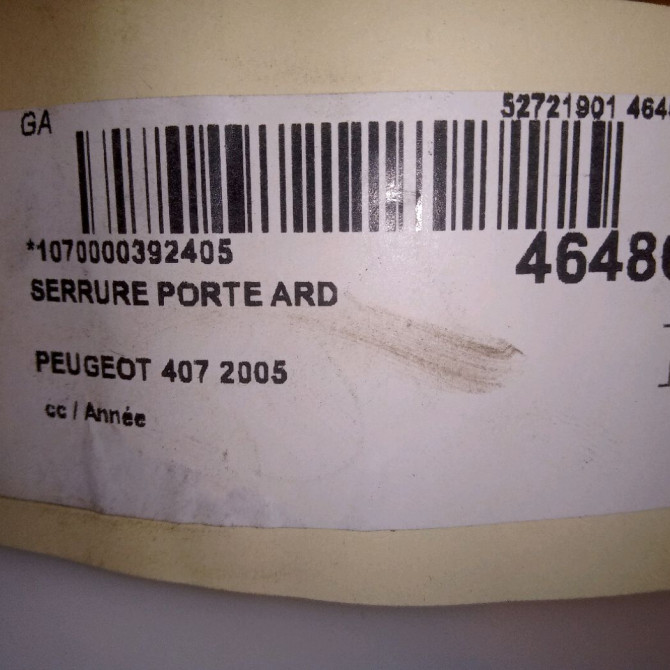 GA
52721901
*1070000392405
SERRURE PORTE ARD
PEUGEOT 407 2005
cc / Année